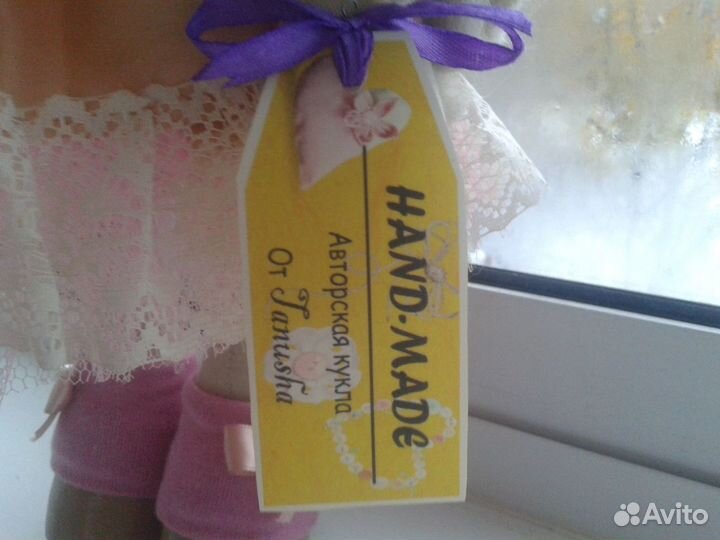 HAND-MADE
Авторская кукла
От Tanusha
Avito